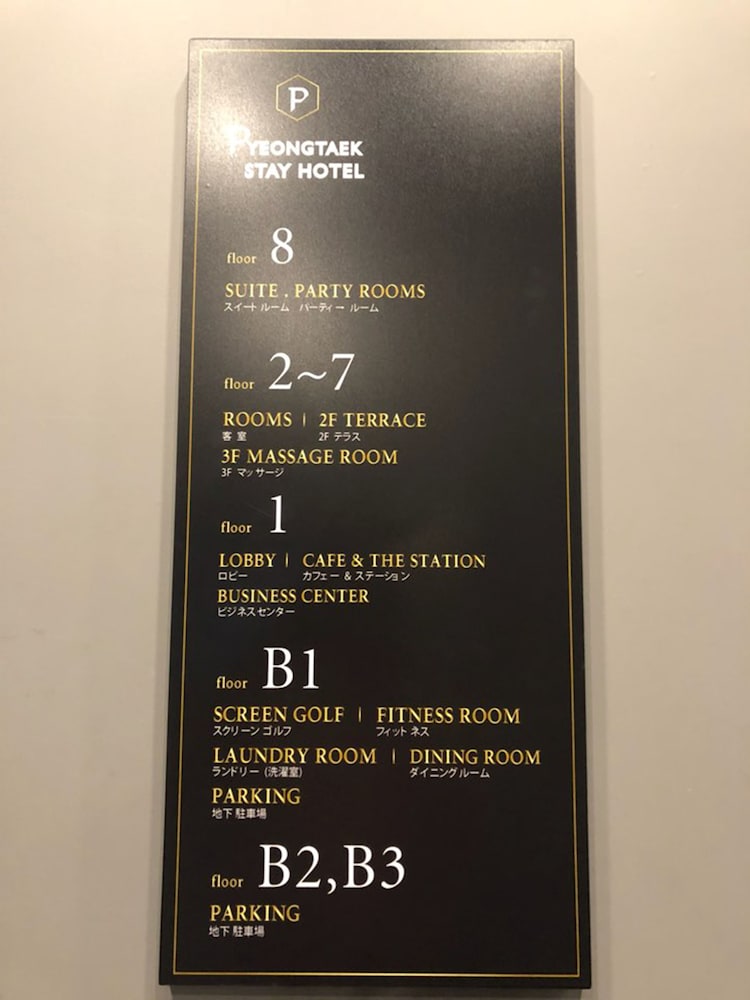 P
PYEONGTAEK
STAY HOTEL
floor 8
SUITE . PARTY ROOMS
スイート ルーム パーティー ルーム
floor 2~7
ROOMS | 2F TERRACE
客 室 2F テラス
3F MASSAGE ROOM
3F マッサージ
floor 1
LOBBY | CAFE & THE STATION
ロビー カフェー & ステーション
BUSINESS CENTER
ビジネスセンター
floor B1
SCREEN GOLF | FITNESS ROOM
スクリーン ゴルフ フィット ネス
LAUNDRY ROOM | DINING ROOM
ランドリー (洗濯室) ダイニングルーム
PARKING
地下 駐車場
floor B2,B3
PARKING
地下 駐車場